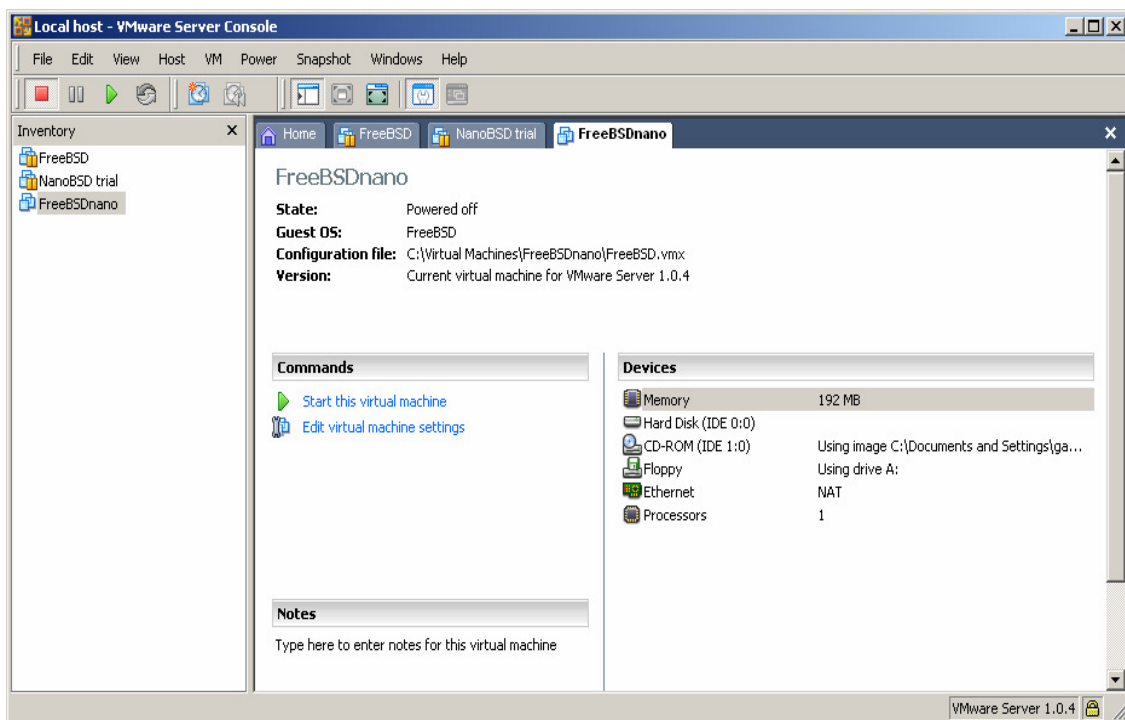 Local host - VMware Server Console
File Edit View Host VM Power Snapshot Windows Help
Inventory
FreeBSD
NanoBSD trial
FreeBSDnano
Home FreeBSD NanoBSD trial FreeBSDnano
FreeBSDnano
State: Powered off
Guest OS: FreeBSD
Configuration file: C:\Virtual Machines\FreeBSDnano\FreeBSD.vmx
Version: Current virtual machine for VMware Server 1.0.4
Commands
Start this virtual machine
Edit virtual machine settings
Devices
Memory 192 MB
Hard Disk (IDE 0:0)
CD-ROM (IDE 1:0) Using image C:\Documents and Settings\ga...
Floppy Using drive A:
Ethernet NAT
Processors 1
Notes
Type here to enter notes for this virtual machine
VMware Server 1.0.4